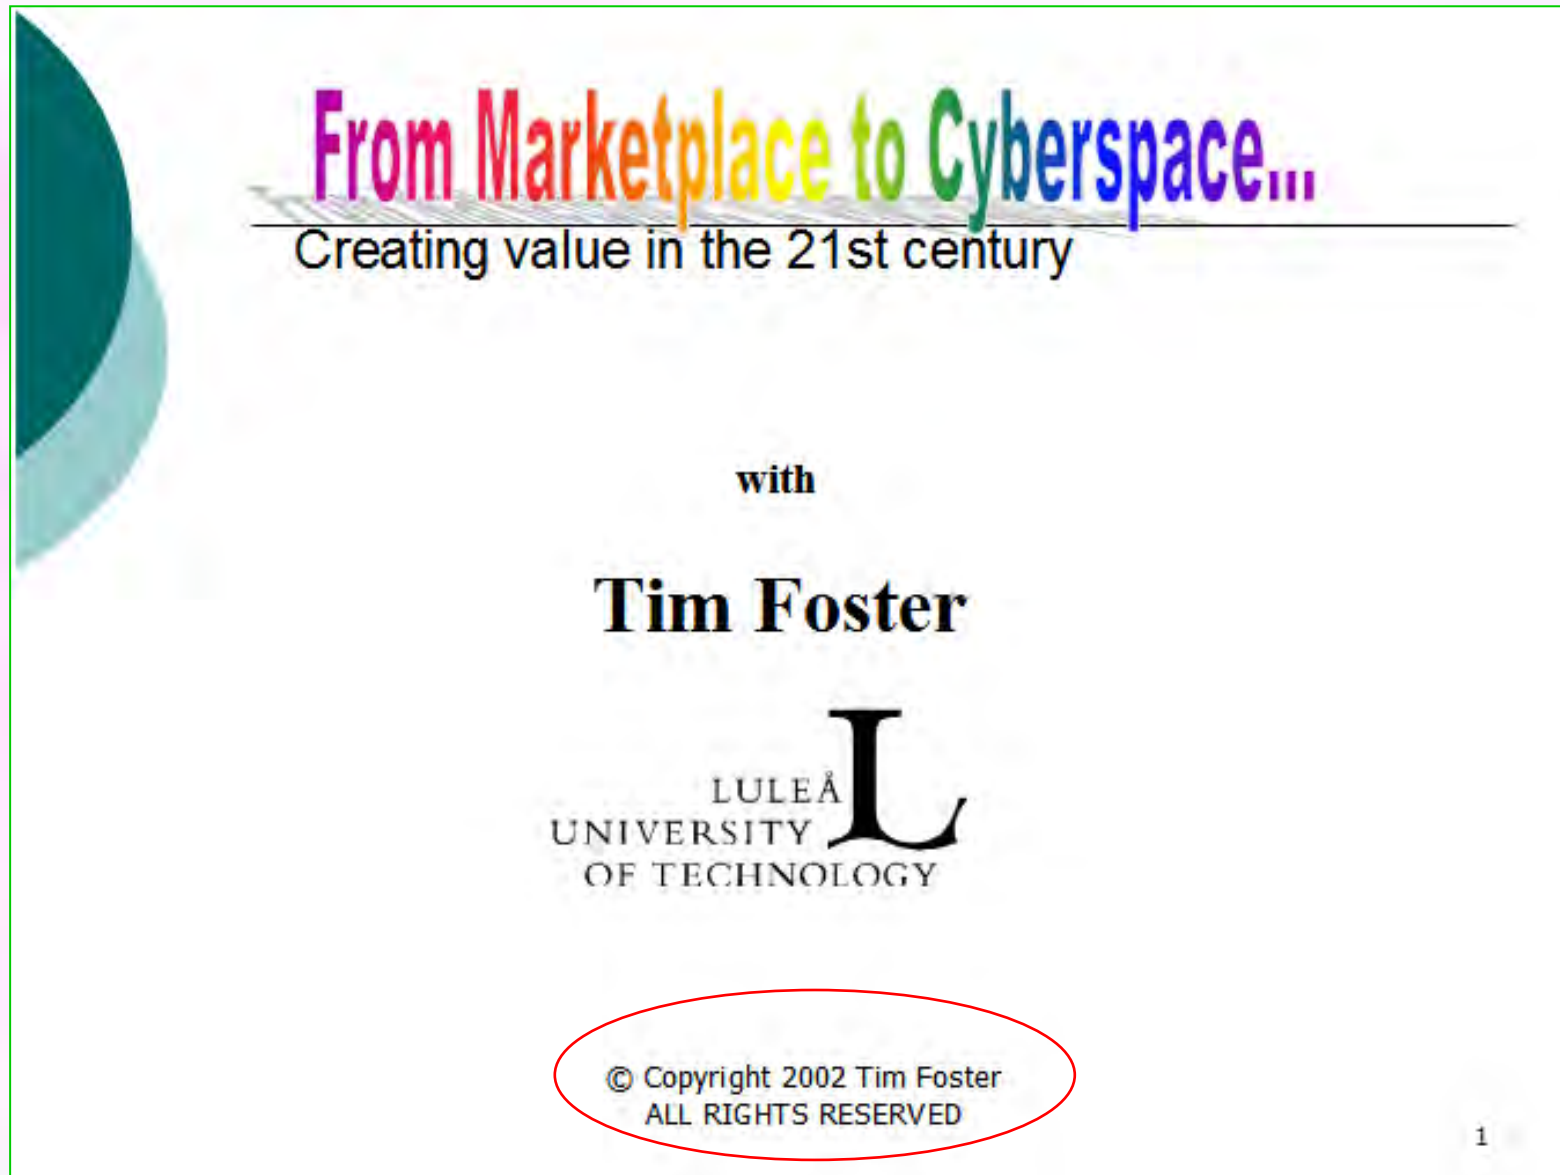 From Marketplace to Cyberspace...
Creating value in the 21st century
with
Tim Foster
L
LULEÅ
UNIVERSITY
OF TECHNOLOGY
© Copyright 2002 Tim Foster
ALL RIGHTS RESERVED
1